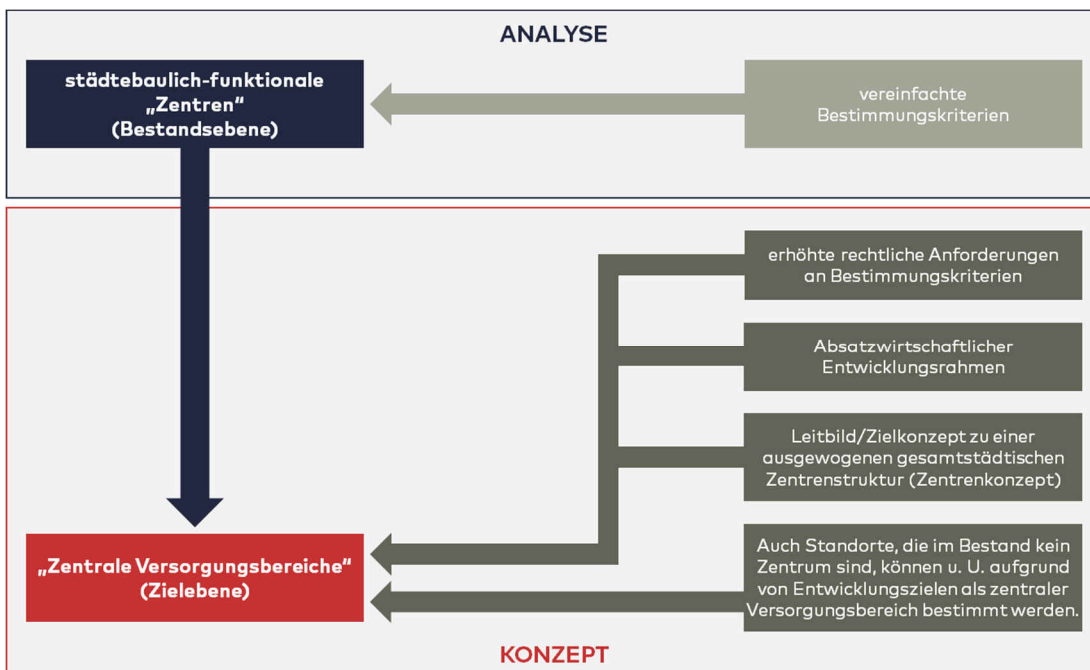 ANALYSE
städtebaulich-funktionale
„Zentren“
(Bestandsebene)
vereinfachte
Bestimmungskriterien
erhöhte rechtliche Anforderungen
an Bestimmungskriterien
Absatzwirtschaftlicher
Entwicklungsrahmen
Leitbild/Zielkonzept zu einer
ausgewogenen gesamtstädtischen
Zentrenstruktur (Zentrenkonzept)
„Zentrale Versorgungsbereiche“
(Zielebene)
Auch Standorte, die im Bestand kein
Zentrum sind, können u. U. aufgrund
von Entwicklungszielen als zentraler
Versorgungsbereich bestimmt werden.
KONZEPT